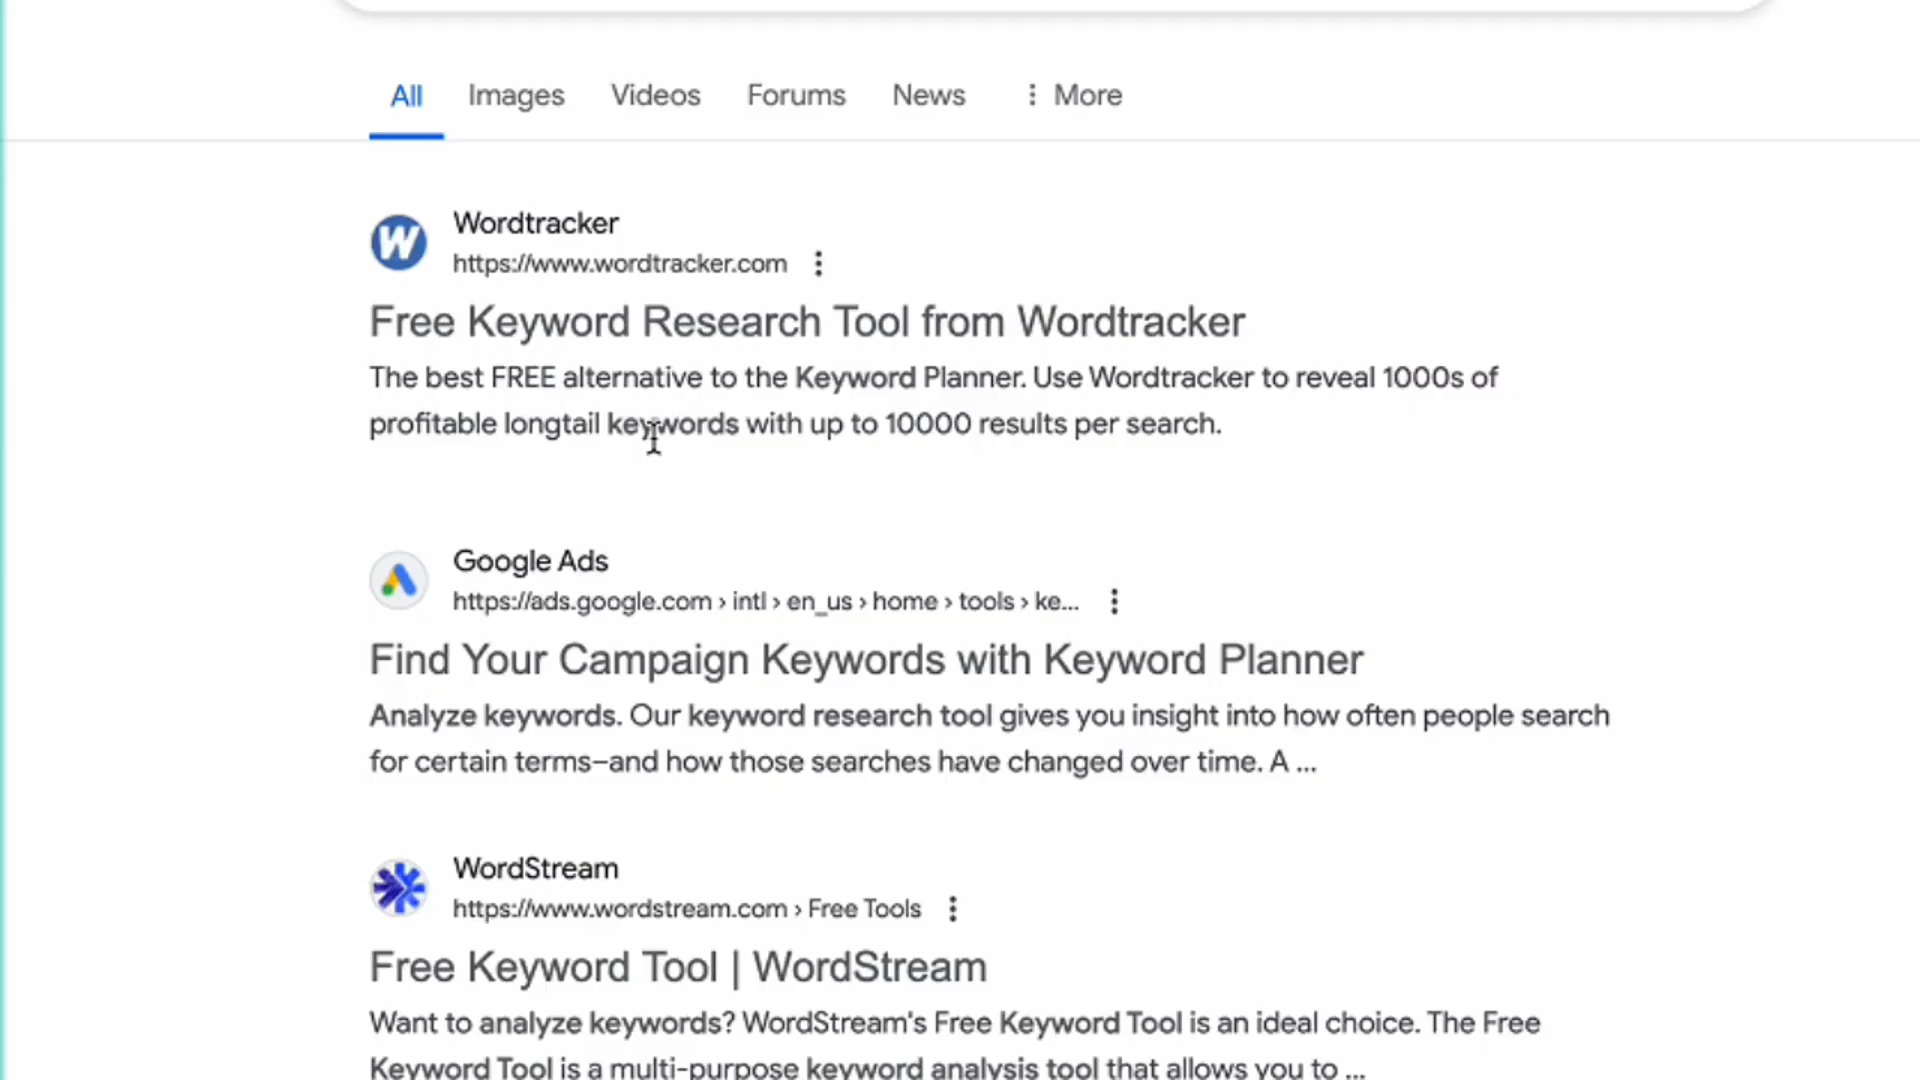 All Images Videos Forums News More
Wordtracker
https://www.wordtracker.com
Free Keyword Research Tool from Wordtracker
The best FREE alternative to the Keyword Planner. Use Wordtracker to reveal 1000s of
profitable longtail keywords with up to 10000 results per search.
Google Ads
https://ads.google.com › intl › en_us › home › tools › ke...
Find Your Campaign Keywords with Keyword Planner
Analyze keywords. Our keyword research tool gives you insight into how often people search
for certain terms–and how those searches have changed over time. A ...
WordStream
https://www.wordstream.com › Free Tools
Free Keyword Tool | WordStream
Want to analyze keywords? WordStream's Free Keyword Tool is an ideal choice. The Free
Keyword Tool is a multi-purpose keyword analysis tool that allows you to ...